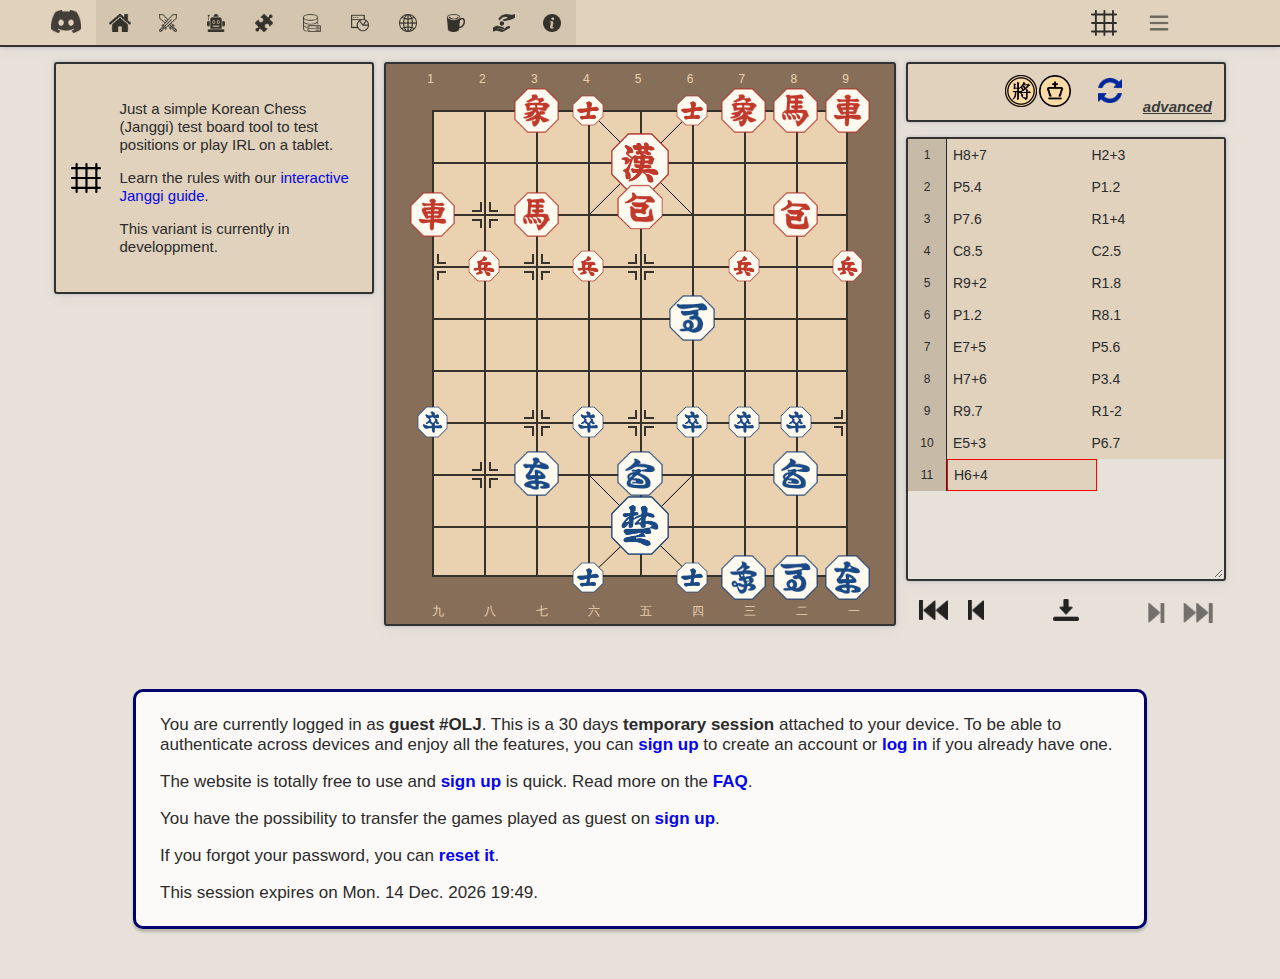 Just a simple Korean Chess
(Janggi) test board tool to test
positions or play IRL on a tablet.
Learn the rules with our interactive
Janggi guide.
This variant is currently in
developpment.
1 2 3 4 5 6 7 8 9
象 士 士 象 馬 車
漢
車 馬 包 包
兵 兵 兵 兵
卒 卒 卒 卒 卒
楚
士 士
九 八 七 六 五 四 三 二 一
將
advanced
1 H8+7 H2+3
2 P5.4 P1.2
3 P7.6 R1+4
4 C8.5 C2.5
5 R9+2 R1.8
6 P1.2 R8.1
7 E7+5 P5.6
8 H7+6 P3.4
9 R9.7 R1-2
10 E5+3 P6.7
11 H6+4
You are currently logged in as guest #OLJ. This is a 30 days temporary session attached to your device. To be able to
authenticate across devices and enjoy all the features, you can sign up to create an account or log in if you already have one.
The website is totally free to use and sign up is quick. Read more on the FAQ.
You have the possibility to transfer the games played as guest on sign up.
If you forgot your password, you can reset it.
This session expires on Mon. 14 Dec. 2026 19:49.